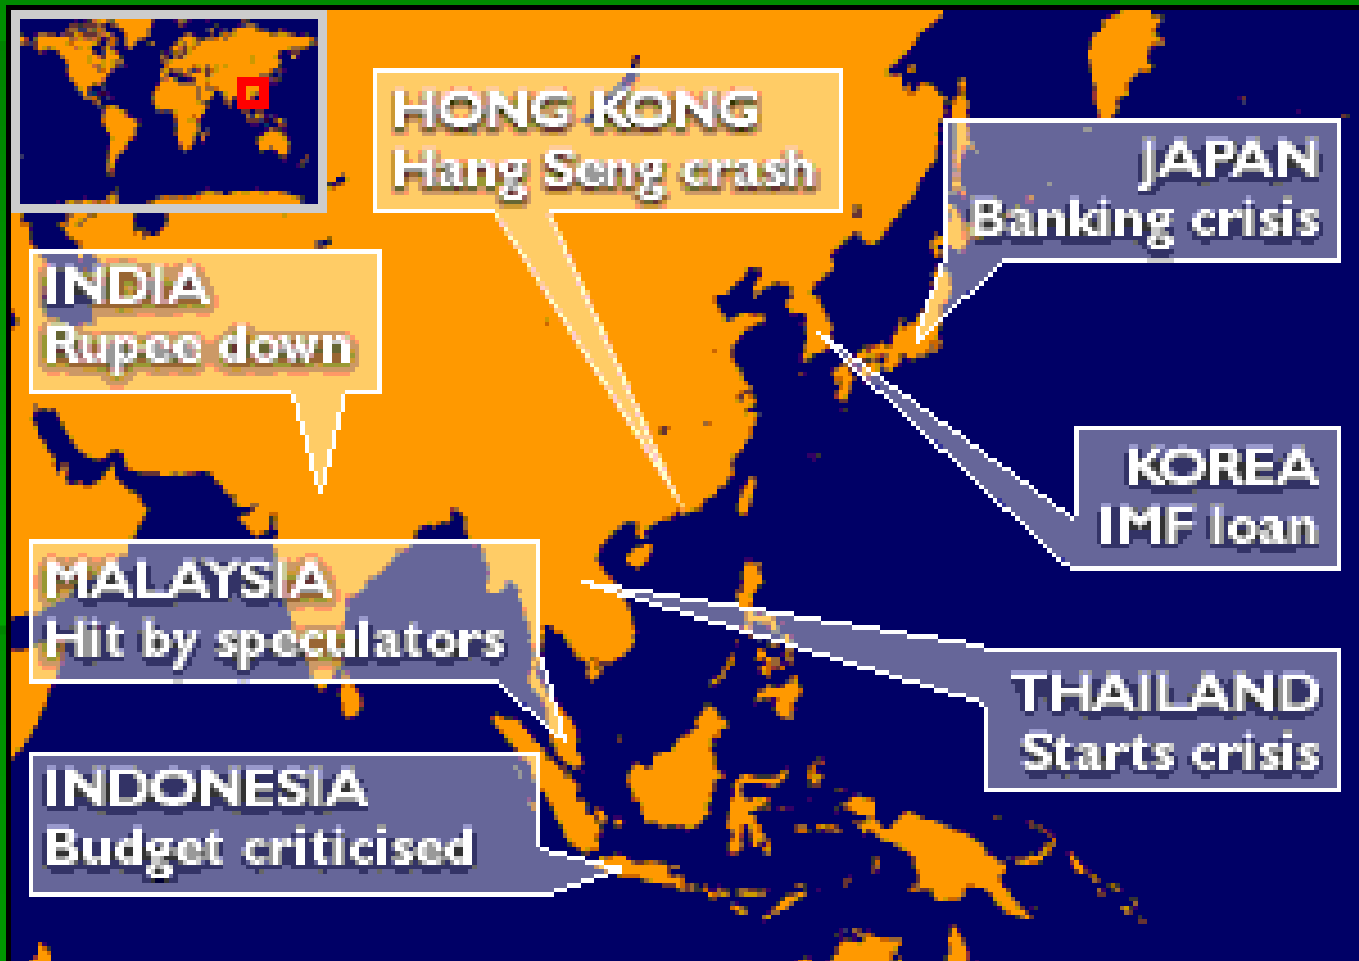 HONG KONG
Hang Seng crash
JAPAN
Banking crisis
INDIA
Rupee down
KOREA
IMF loan
MALAYSIA
Hit by speculators
THAILAND
Starts crisis
INDONESIA
Budget criticised